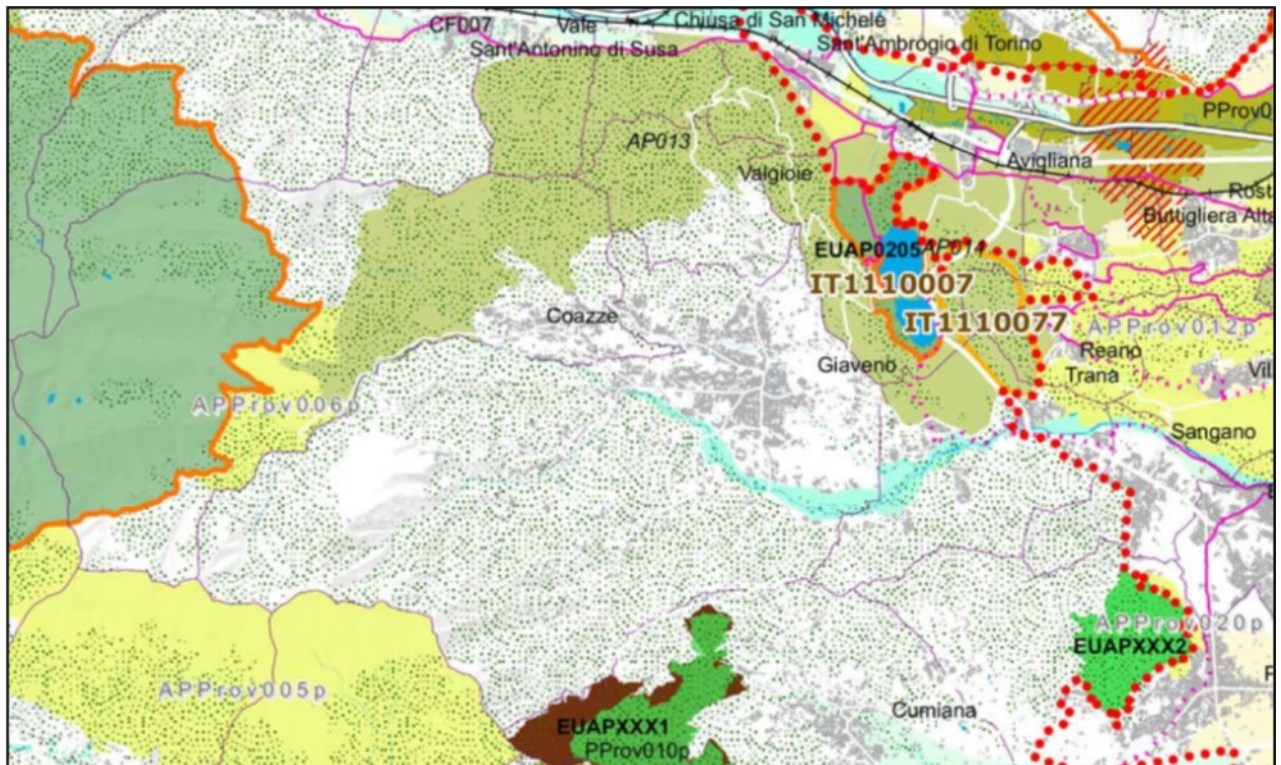 CF007
Vaie
Chiusa di San Michele
Sant'Antonino di Susa
Sant'Ambrogio di Torino
PProv0
AP013
Valgioie
Avigliana
Rost
Buttigliera Alta
EUAP0205
AP014
IT1110007
Coazze
IT1110077
APProv012p
Reano
Giaveno
Trana
Vil
APProv006p
Sangano
APProv020p
EUAPXXX2
APProv005p
Cumiana
EUAPXXX1
PProv010p